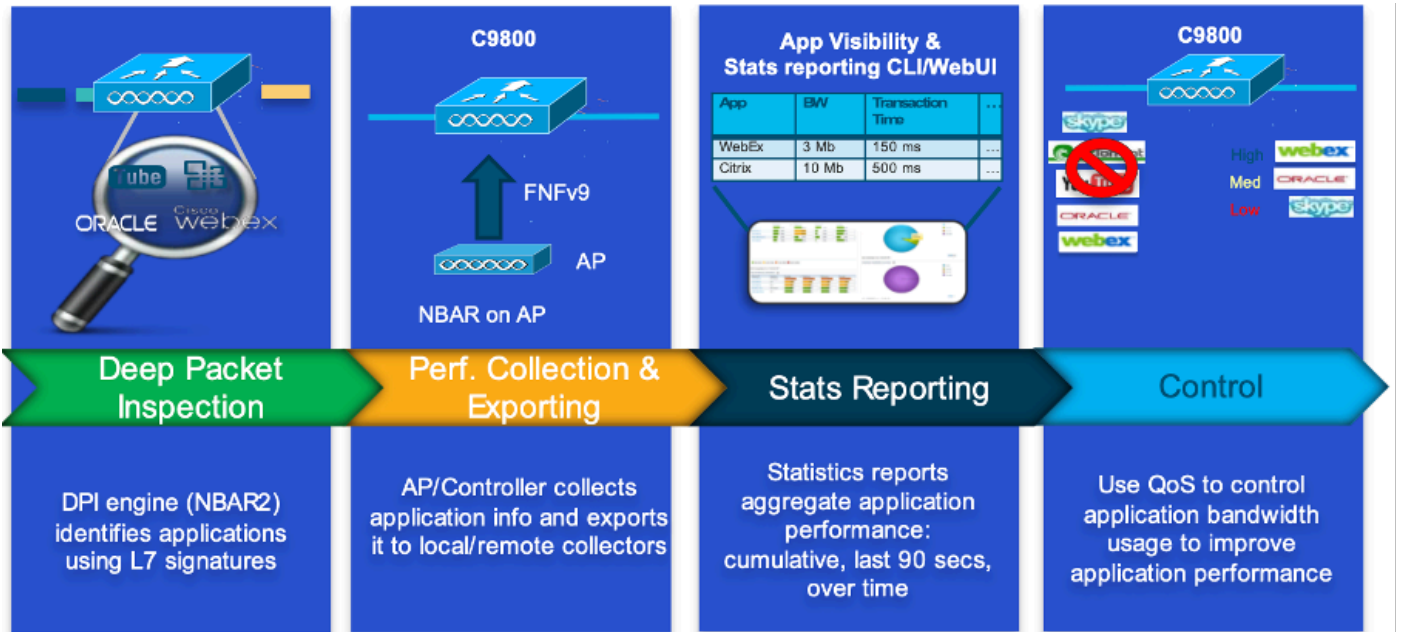 Tube
ORACLE
Cisco
webex
Deep Packet
Inspection
DPI engine (NBAR2)
identifies applications
using L7 signatures
C9800
FNFv9
AP
NBAR on AP
Perf. Collection &
Exporting
AP/Controller collects
application info and exports
it to local/remote collectors
App Visibility &
Stats reporting CLI/WebUI
App BW Transaction Time ...
WebEx 3 Mb 150 ms ...
Citrix 10 Mb 500 ms ...
Stats Reporting
Statistics reports
aggregate application
performance:
cumulative, last 90 secs,
over time
C9800
skype
YouTube
ORACLE
webex
High webex
Med ORACLE
Low skype
Control
Use QoS to control
application bandwidth
usage to improve
application performance